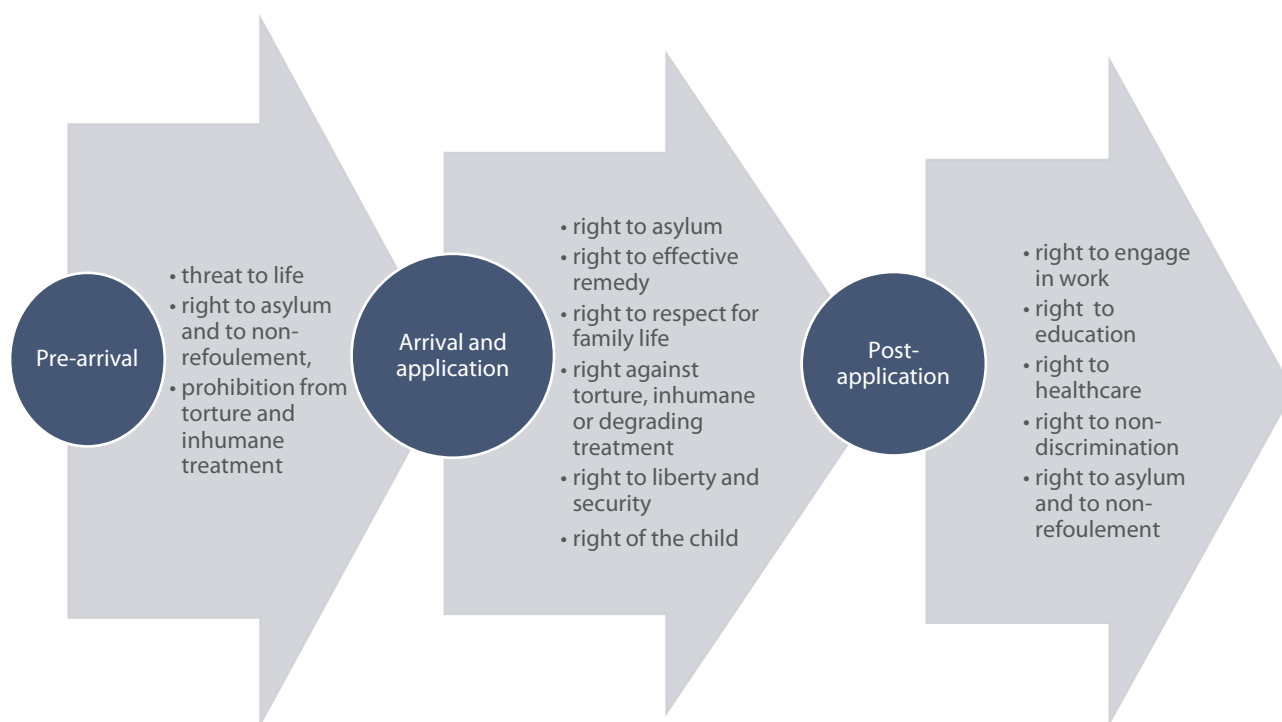 Pre-arrival
• threat to life
• right to asylum
and to non-
refoulement,
• prohibition from
torture and
inhumane
treatment
Arrival and
application
• right to asylum
• right to effective
remedy
• right to respect for
family life
• right against
torture, inhumane
or degrading
treatment
• right to liberty and
security
• right of the child
Post-
application
• right to engage
in work
• right  to
education
• right to
healthcare
• right to non-
discrimination
• right to asylum
and to non-
refoulement